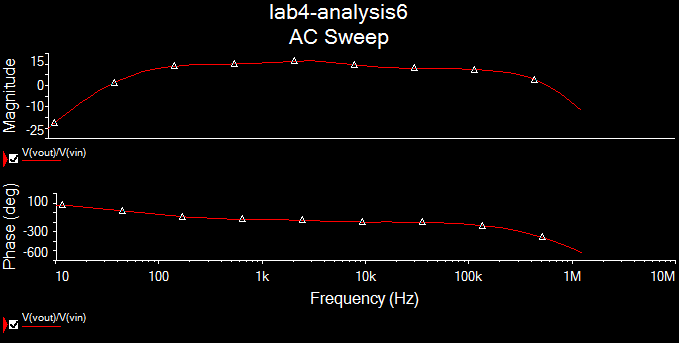 lab4-analysis6
AC Sweep
Magnitude
15
0
-10
-25
V(vout)/V(vin)
Phase (deg)
100
-300
-600
10 100 1k 10k 100k 1M 10M
Frequency (Hz)
V(vout)/V(vin)